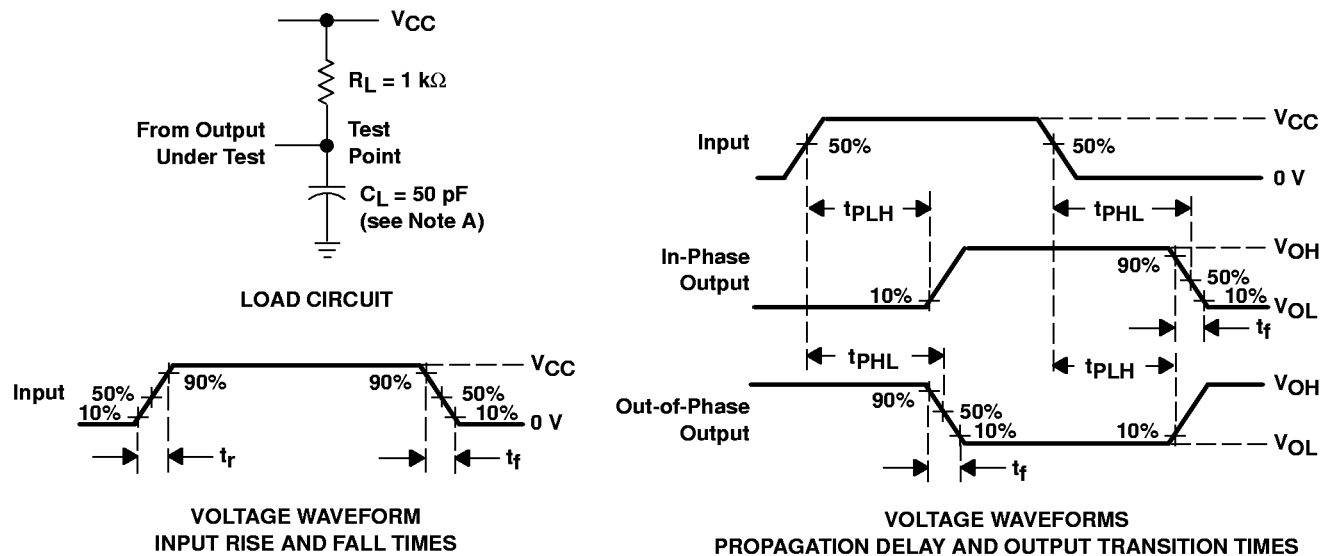 VCC
RL = 1 kΩ
From Output
Under Test
Test
Point
CL = 50 pF
(see Note A)
LOAD CIRCUIT
Input
50%
10%
90%
90%
50%
10%
VCC
0 V
tr
tf
VOLTAGE WAVEFORM
INPUT RISE AND FALL TIMES
Input
50%
50%
VCC
0 V
tPLH
tPHL
In-Phase
Output
10%
90%
50%
10%
VOH
VOL
tf
tPHL
tPLH
Out-of-Phase
Output
90%
50%
10%
10%
VOH
VOL
tf
VOLTAGE WAVEFORMS
PROPAGATION DELAY AND OUTPUT TRANSITION TIMES